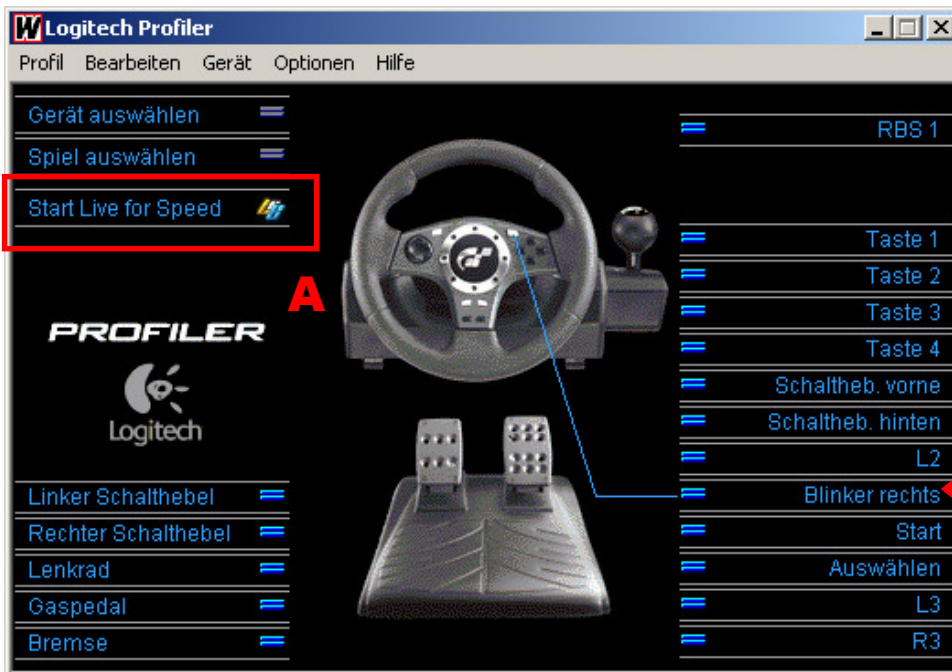 Logitech Profiler
Profil Bearbeiten Gerät Optionen Hilfe
Gerät auswählen
Spiel auswählen
Start Live for Speed
A
PROFILER
Logitech
Linker Schalthebel
Rechter Schalthebel
Lenkrad
Gaspedal
Bremse
RBS 1
Taste 1
Taste 2
Taste 3
Taste 4
Schaltheb. vorne
Schaltheb. hinten
L2
Blinker rechts
Start
Auswählen
L3
R3